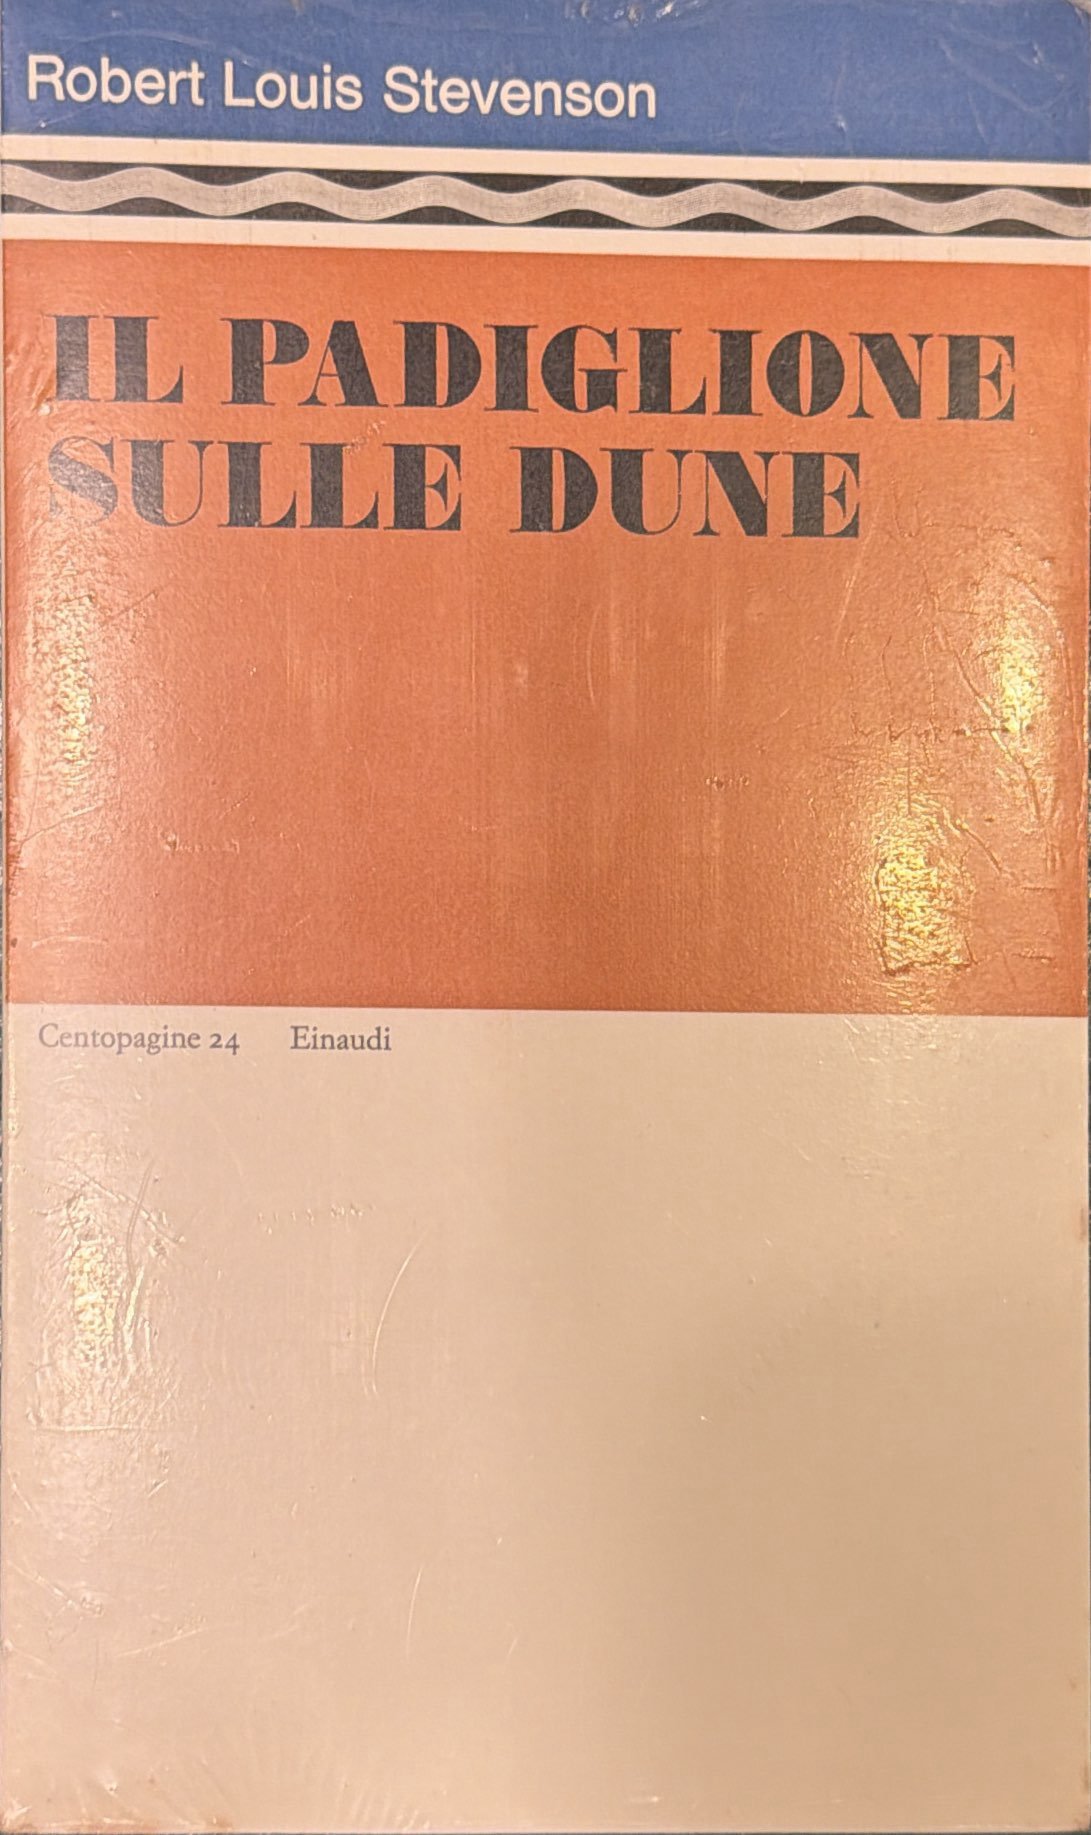 Robert Louis Stevenson
IL PADIGLIONE
SULLE DUNE
Centopagine 24 Einaudi